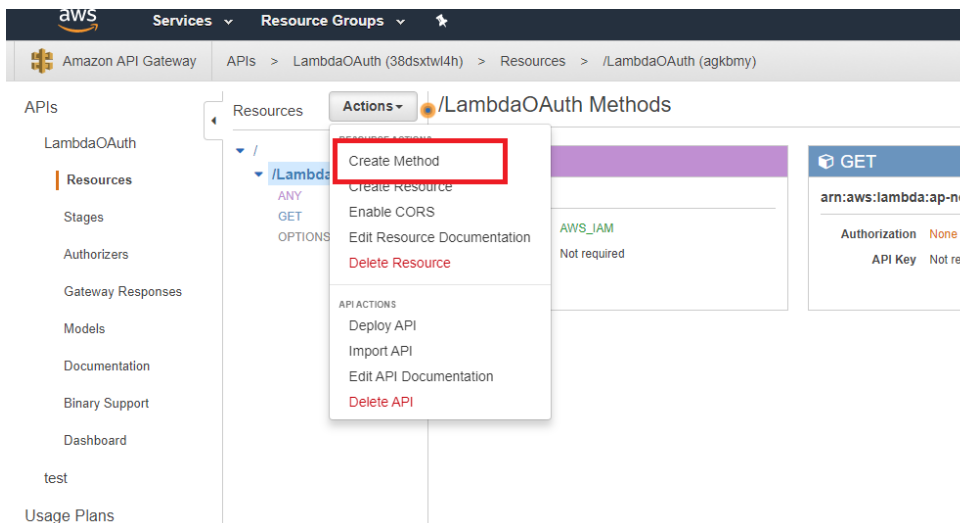 aws Services Resource Groups
Amazon API Gateway APIs > LambdaOAuth (38dsxtwl4h) > Resources > /LambdaOAuth (agkbmy)
APIs
LambdaOAuth
Resources
Stages
Authorizers
Gateway Responses
Models
Documentation
Binary Support
Dashboard
test
Usage Plans
Resources Actions
/
/Lambda
ANY
GET
OPTIONS
RESOURCE ACTIONS
Create Method
Create Resource
Enable CORS
Edit Resource Documentation
Delete Resource
API ACTIONS
Deploy API
Import API
Edit API Documentation
Delete API
/LambdaOAuth Methods
AWS_IAM
Not required
GET
arn:aws:lambda:ap-n
Authorization None
API Key Not re